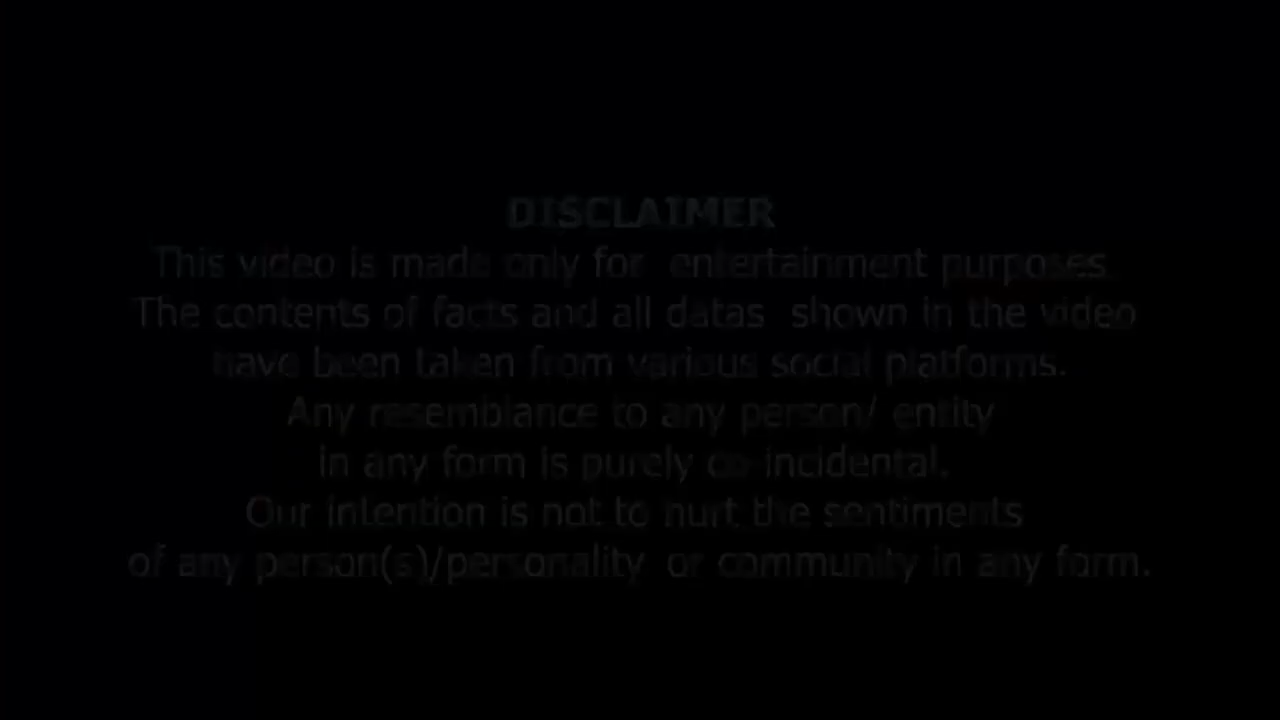 DISCLAIMER
This video is made only for entertainment purposes.
The contents of facts and all datas shown in the video
have been taken from various social platforms.
Any resemblance to any person/ entity
in any form is purely co-incidental.
Our intention is not to hurt the sentiments
of any person(s)/personality or community in any form.